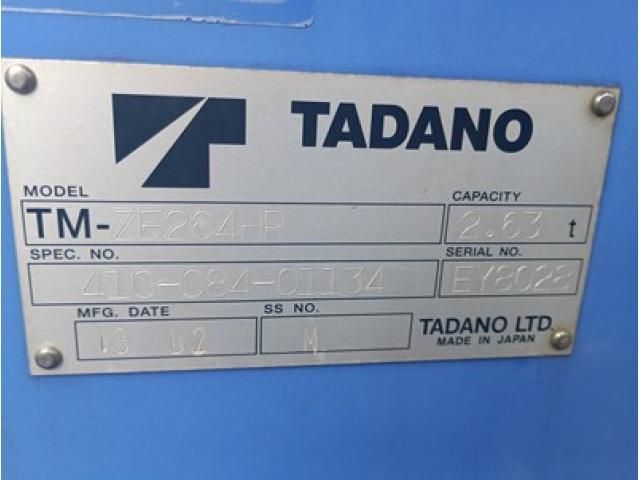 TADANO
MODEL CAPACITY
TM-ZE264HR 2.63 t
SPEC. NO. SERIAL NO.
410-084-01134 EY8028
MFG. DATE SS NO.
M TADANO LTD.
MADE IN JAPAN